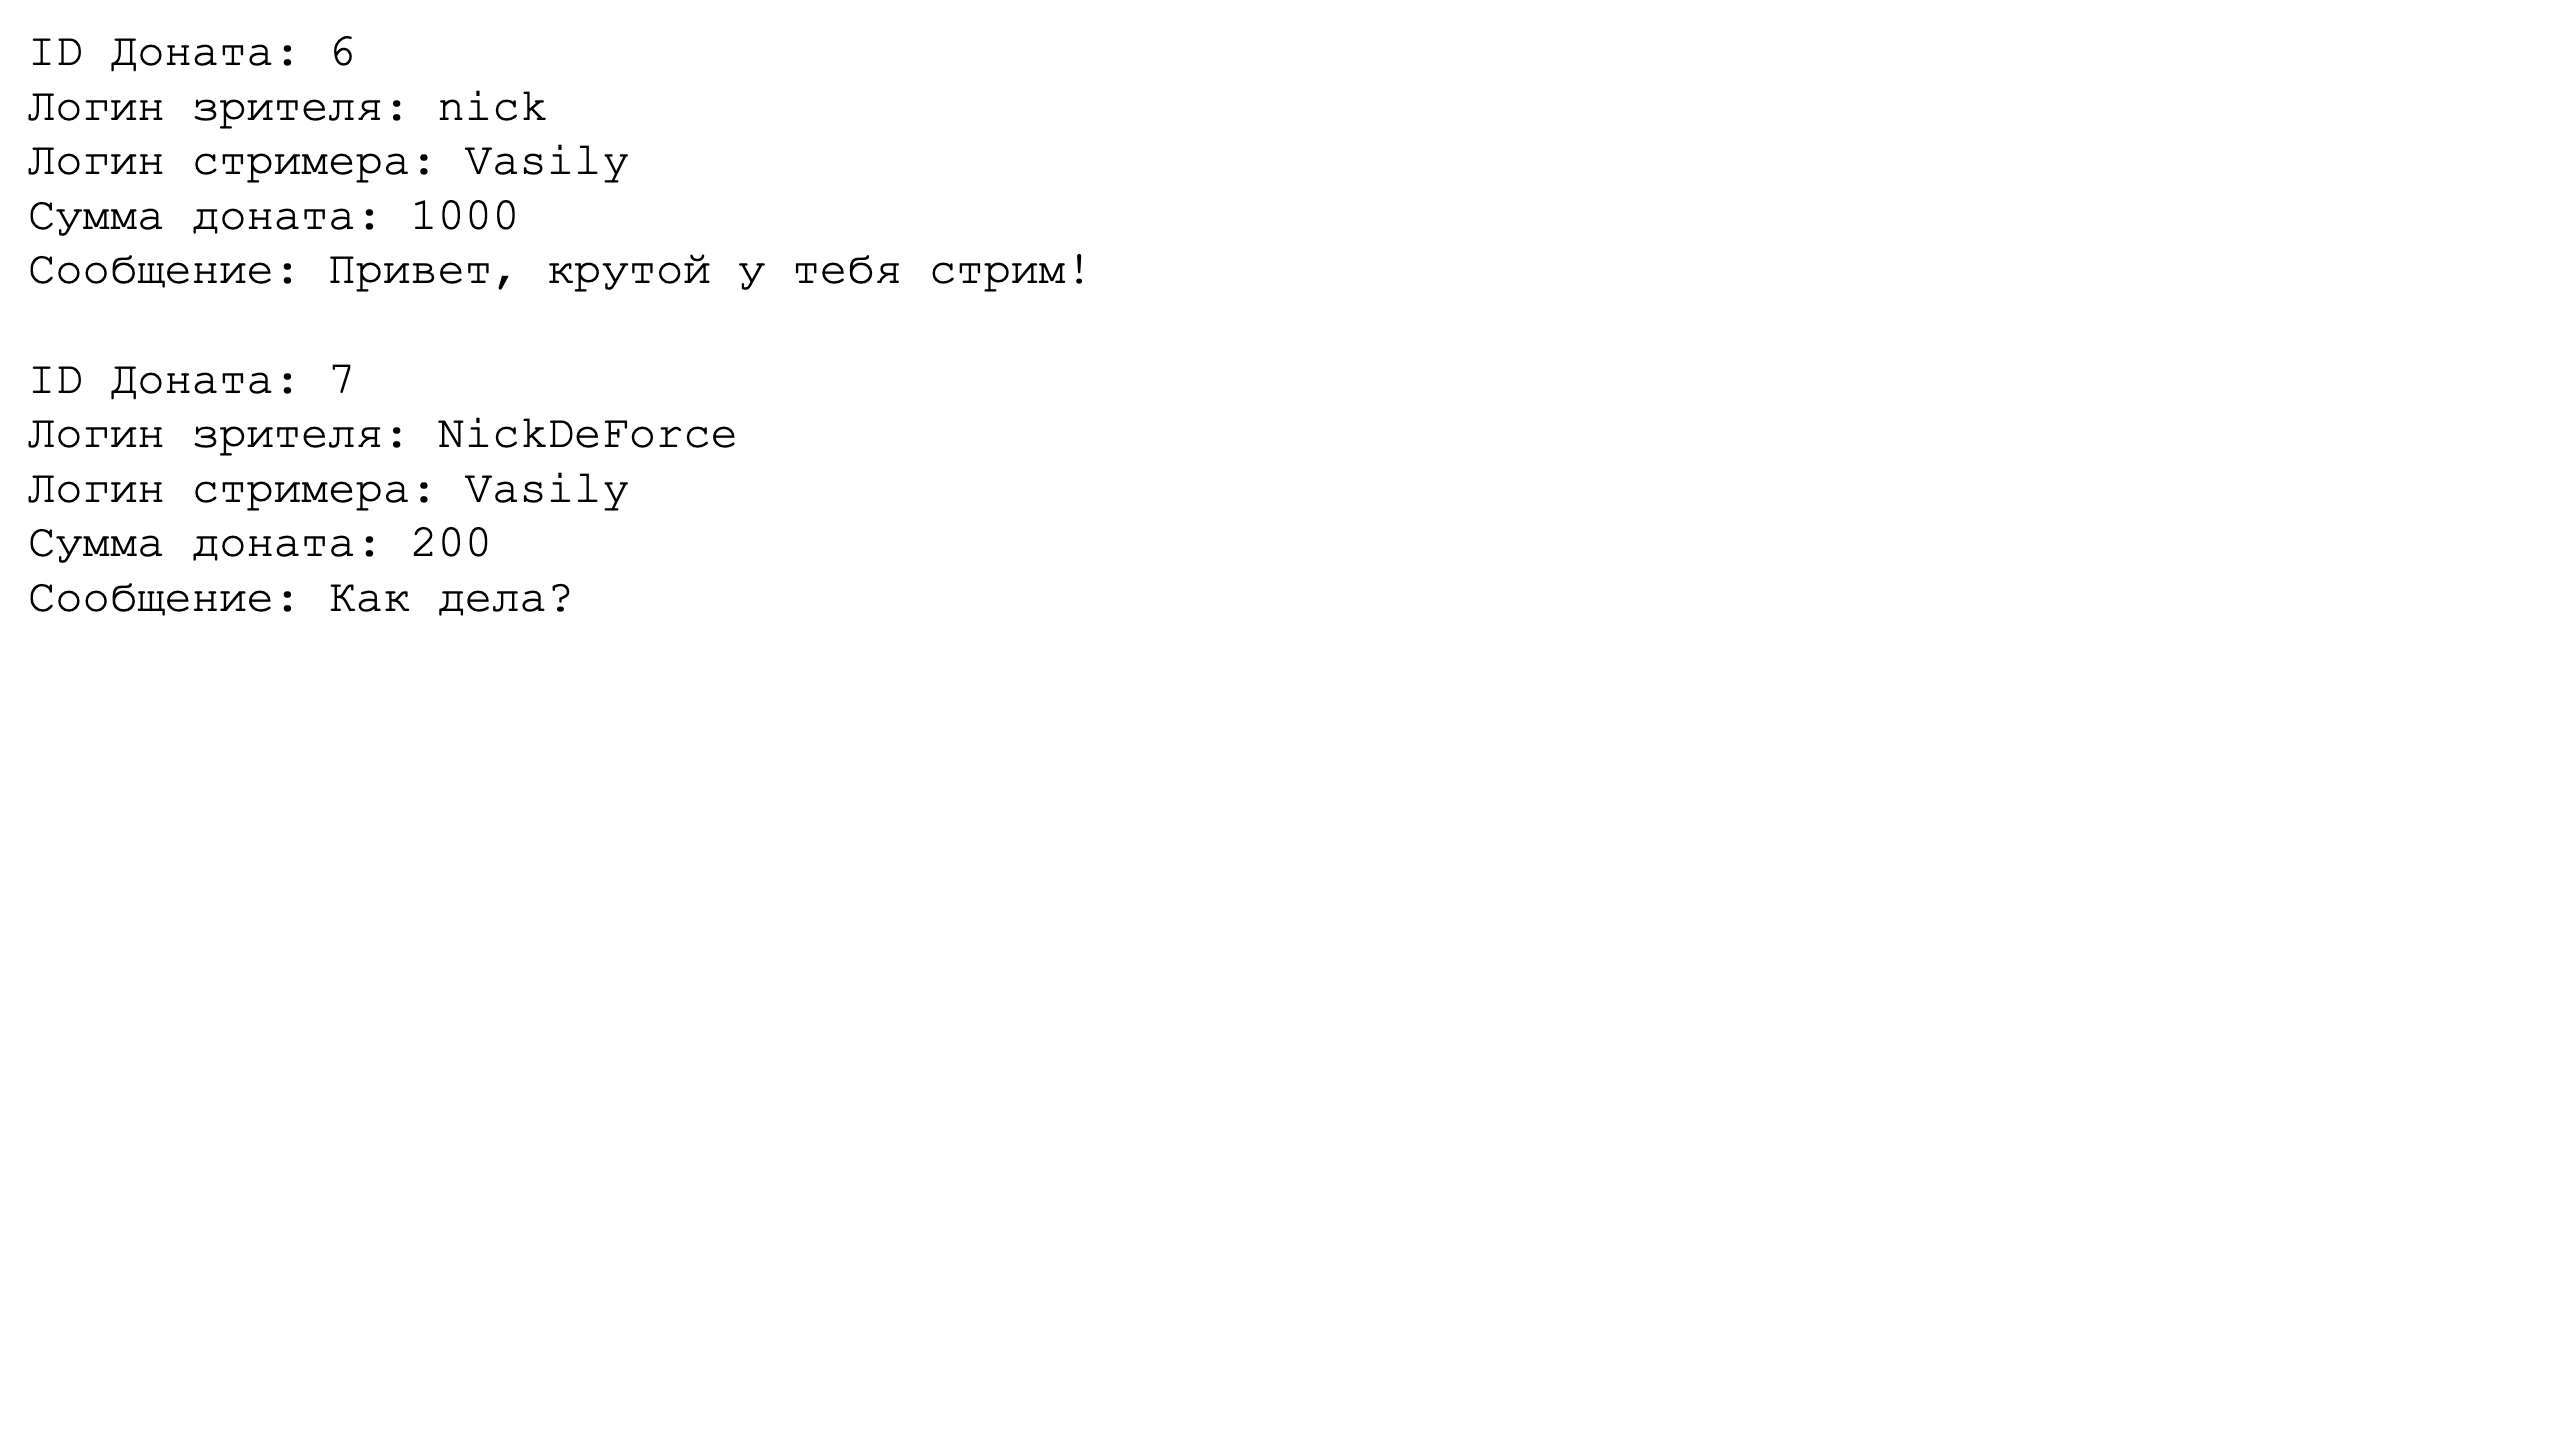 ID Доната: 6
Логин зрителя: nick
Логин стримера: Vasily
Сумма доната: 1000
Сообщение: Привет, крутой у тебя стрим!
ID Доната: 7
Логин зрителя: NickDeForce
Логин стримера: Vasily
Сумма доната: 200
Сообщение: Как дела?